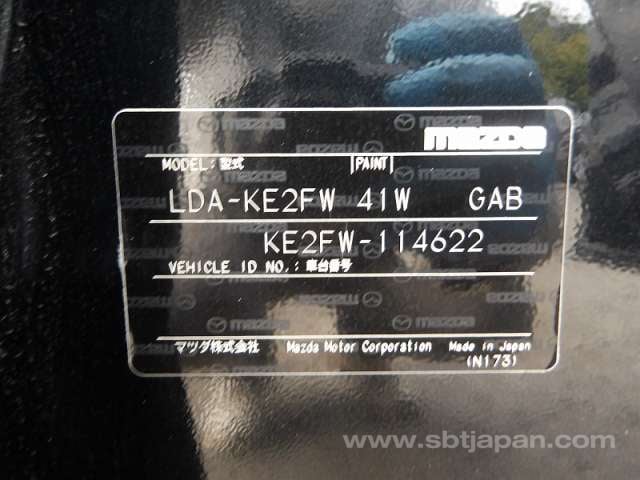 mazda
MODEL: 型式 |PAINT|
LDA-KE2FW 41W GAB
KE2FW-114622
VEHICLE ID NO.: 車台番号
マツダ株式会社 Mazda Motor Corporation Made in Japan
(N173)
www.sbtjapan.com